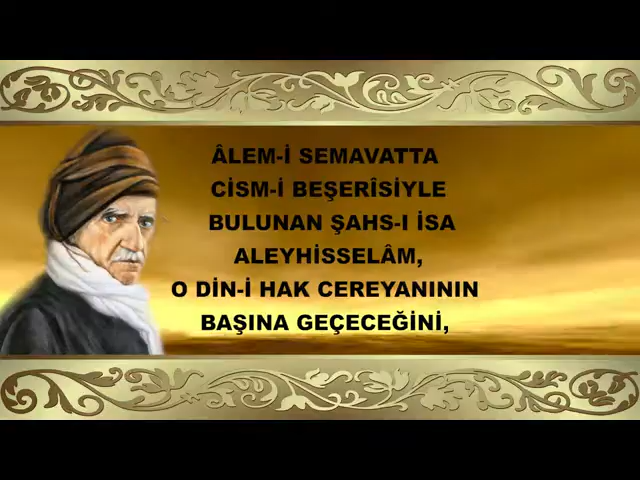 ÂLEM-İ SEMAVATTA
CİSM-İ BEŞERÎSİYLE
BULUNAN ŞAHS-I İSA
ALEYHİSSELÂM,
O DİN-İ HAK CEREYANININ
BAŞINA GEÇECEĞİNİ,